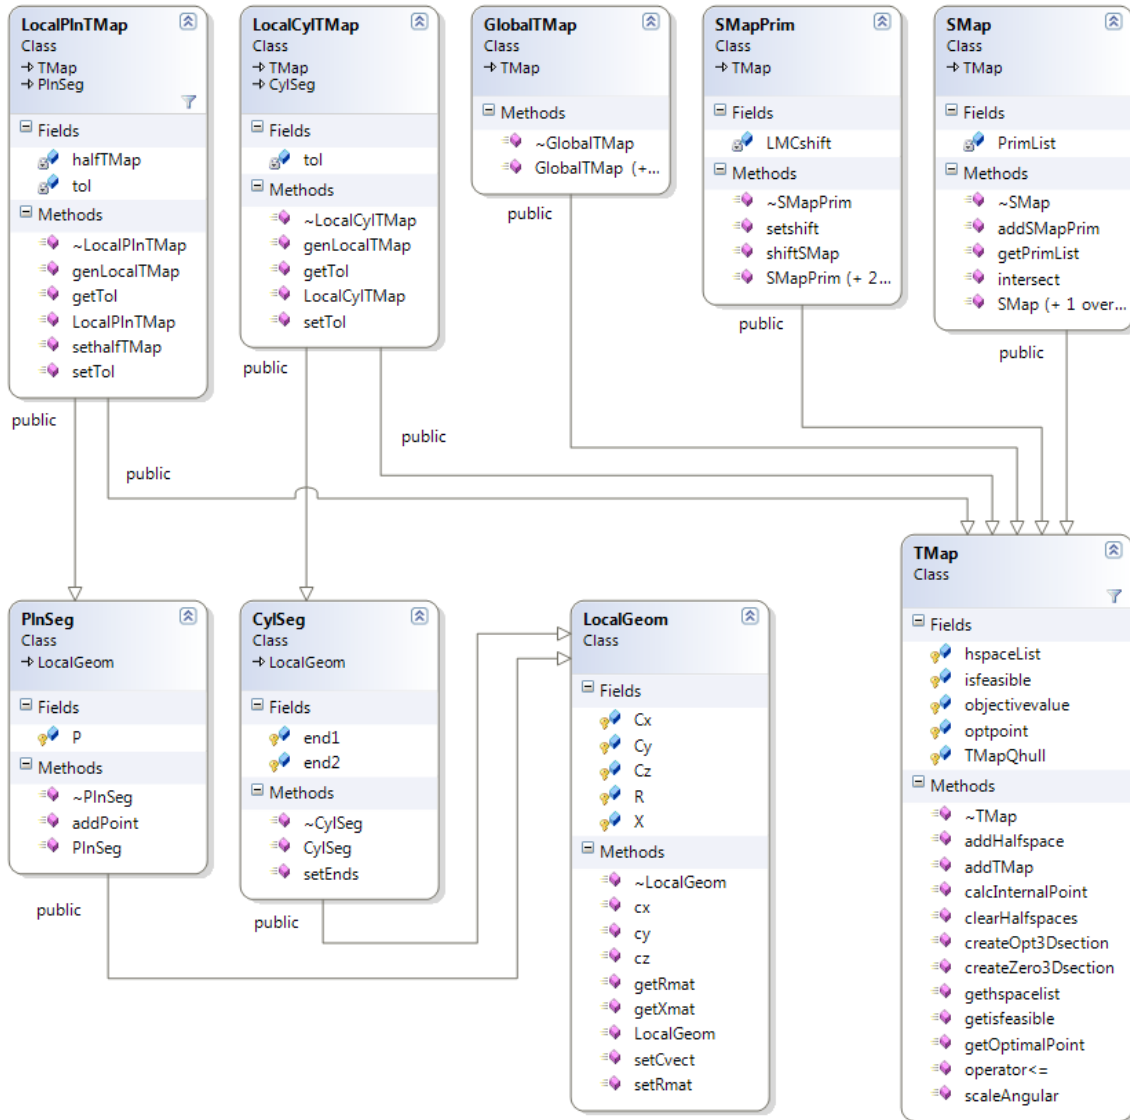 LocalPlnTMap
Class
→ TMap
→ PlnSeg
Fields
halfTMap
tol
Methods
~LocalPlnTMap
genLocalTMap
getTol
LocalPlnTMap
sethalfTMap
setTol
LocalCylTMap
Class
→ TMap
→ CylSeg
Fields
tol
Methods
~LocalCylTMap
genLocalTMap
getTol
LocalCylTMap
setTol
GlobalTMap
Class
→ TMap
Methods
~GlobalTMap
GlobalTMap (+...
SMapPrim
Class
→ TMap
Fields
LMCshift
Methods
~SMapPrim
setshift
shiftSMap
SMapPrim (+ 2...
SMap
Class
→ TMap
Fields
PrimList
Methods
~SMap
addSMapPrim
getPrimList
intersect
SMap (+ 1 over...
public
public
public
public
public
public
public
PlnSeg
Class
→ LocalGeom
Fields
P
Methods
~PlnSeg
addPoint
PlnSeg
public
CylSeg
Class
→ LocalGeom
Fields
end1
end2
Methods
~CylSeg
CylSeg
setEnds
public
LocalGeom
Class
Fields
Cx
Cy
Cz
R
X
Methods
~LocalGeom
cx
cy
cz
getRmat
getXmat
LocalGeom
setCvect
setRmat
TMap
Class
Fields
hspaceList
isfeasible
objectivevalue
optpoint
TMapQhull
Methods
~TMap
addHalfspace
addTMap
calcInternalPoint
clearHalfspaces
createOpt3Dsection
createZero3Dsection
gethspacelist
getisfeasible
getOptimalPoint
operator<=
scaleAngular